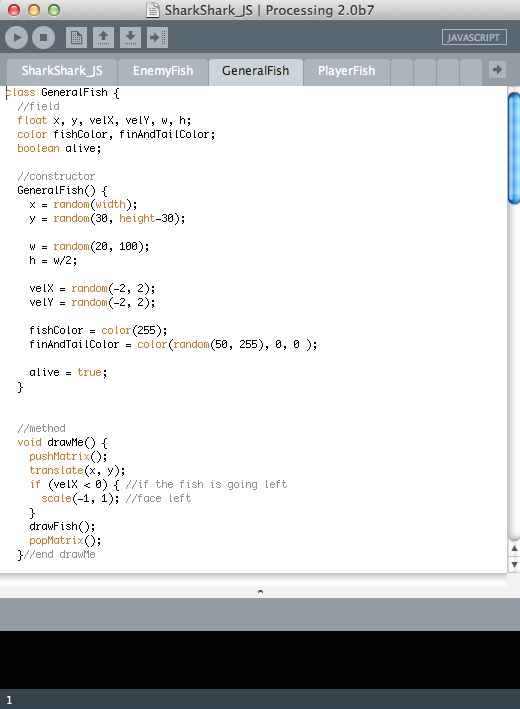 SharkShark_JS | Processing 2.0b7
JAVASCRIPT
SharkShark_JS EnemyFish GeneralFish PlayerFish
class GeneralFish {
  //field
  float x, y, velX, velY, w, h;
  color fishColor, finAndTailColor;
  boolean alive;

  //constructor
  GeneralFish() {
    x = random(width);
    y = random(30, height-30);

    w = random(20, 100);
    h = w/2;

    velX = random(-2, 2);
    velY = random(-2, 2);

    fishColor = color(255);
    finAndTailColor = color(random(50, 255), 0, 0 );

    alive = true;
  }


  //method
  void drawMe() {
    pushMatrix();
    translate(x, y);
    if (velX < 0) { //if the fish is going left
      scale(-1, 1); //face left
    }
    drawFish();
    popMatrix();
  }//end drawMe
1